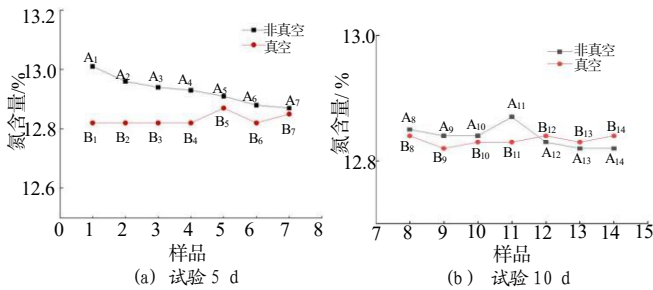 13.2
13.0
12.8
12.6
氮含量/%
非真空
真空
A1
A2
A3
A4
A5
A6
A7
B1
B2
B3
B4
B5
B6
B7
0 1 2 3 4 5 6 7 8
样品
(a) 试验5 d
13.0
12.8
氮含量/%
非真空
真空
A8
A9
A10
A11
B12
B13
B14
B8
B9
B10
B11
A12
A13
A14
7 8 9 10 11 12 13 14 15
样品
(b) 试验10 d